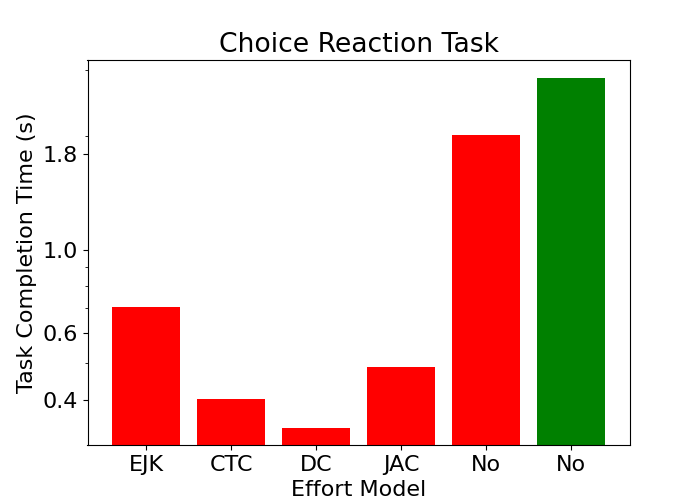 Choice Reaction Task
Task Completion Time (s)
1.8
1.0
0.6
0.4
EJK CTC DC JAC No No
Effort Model